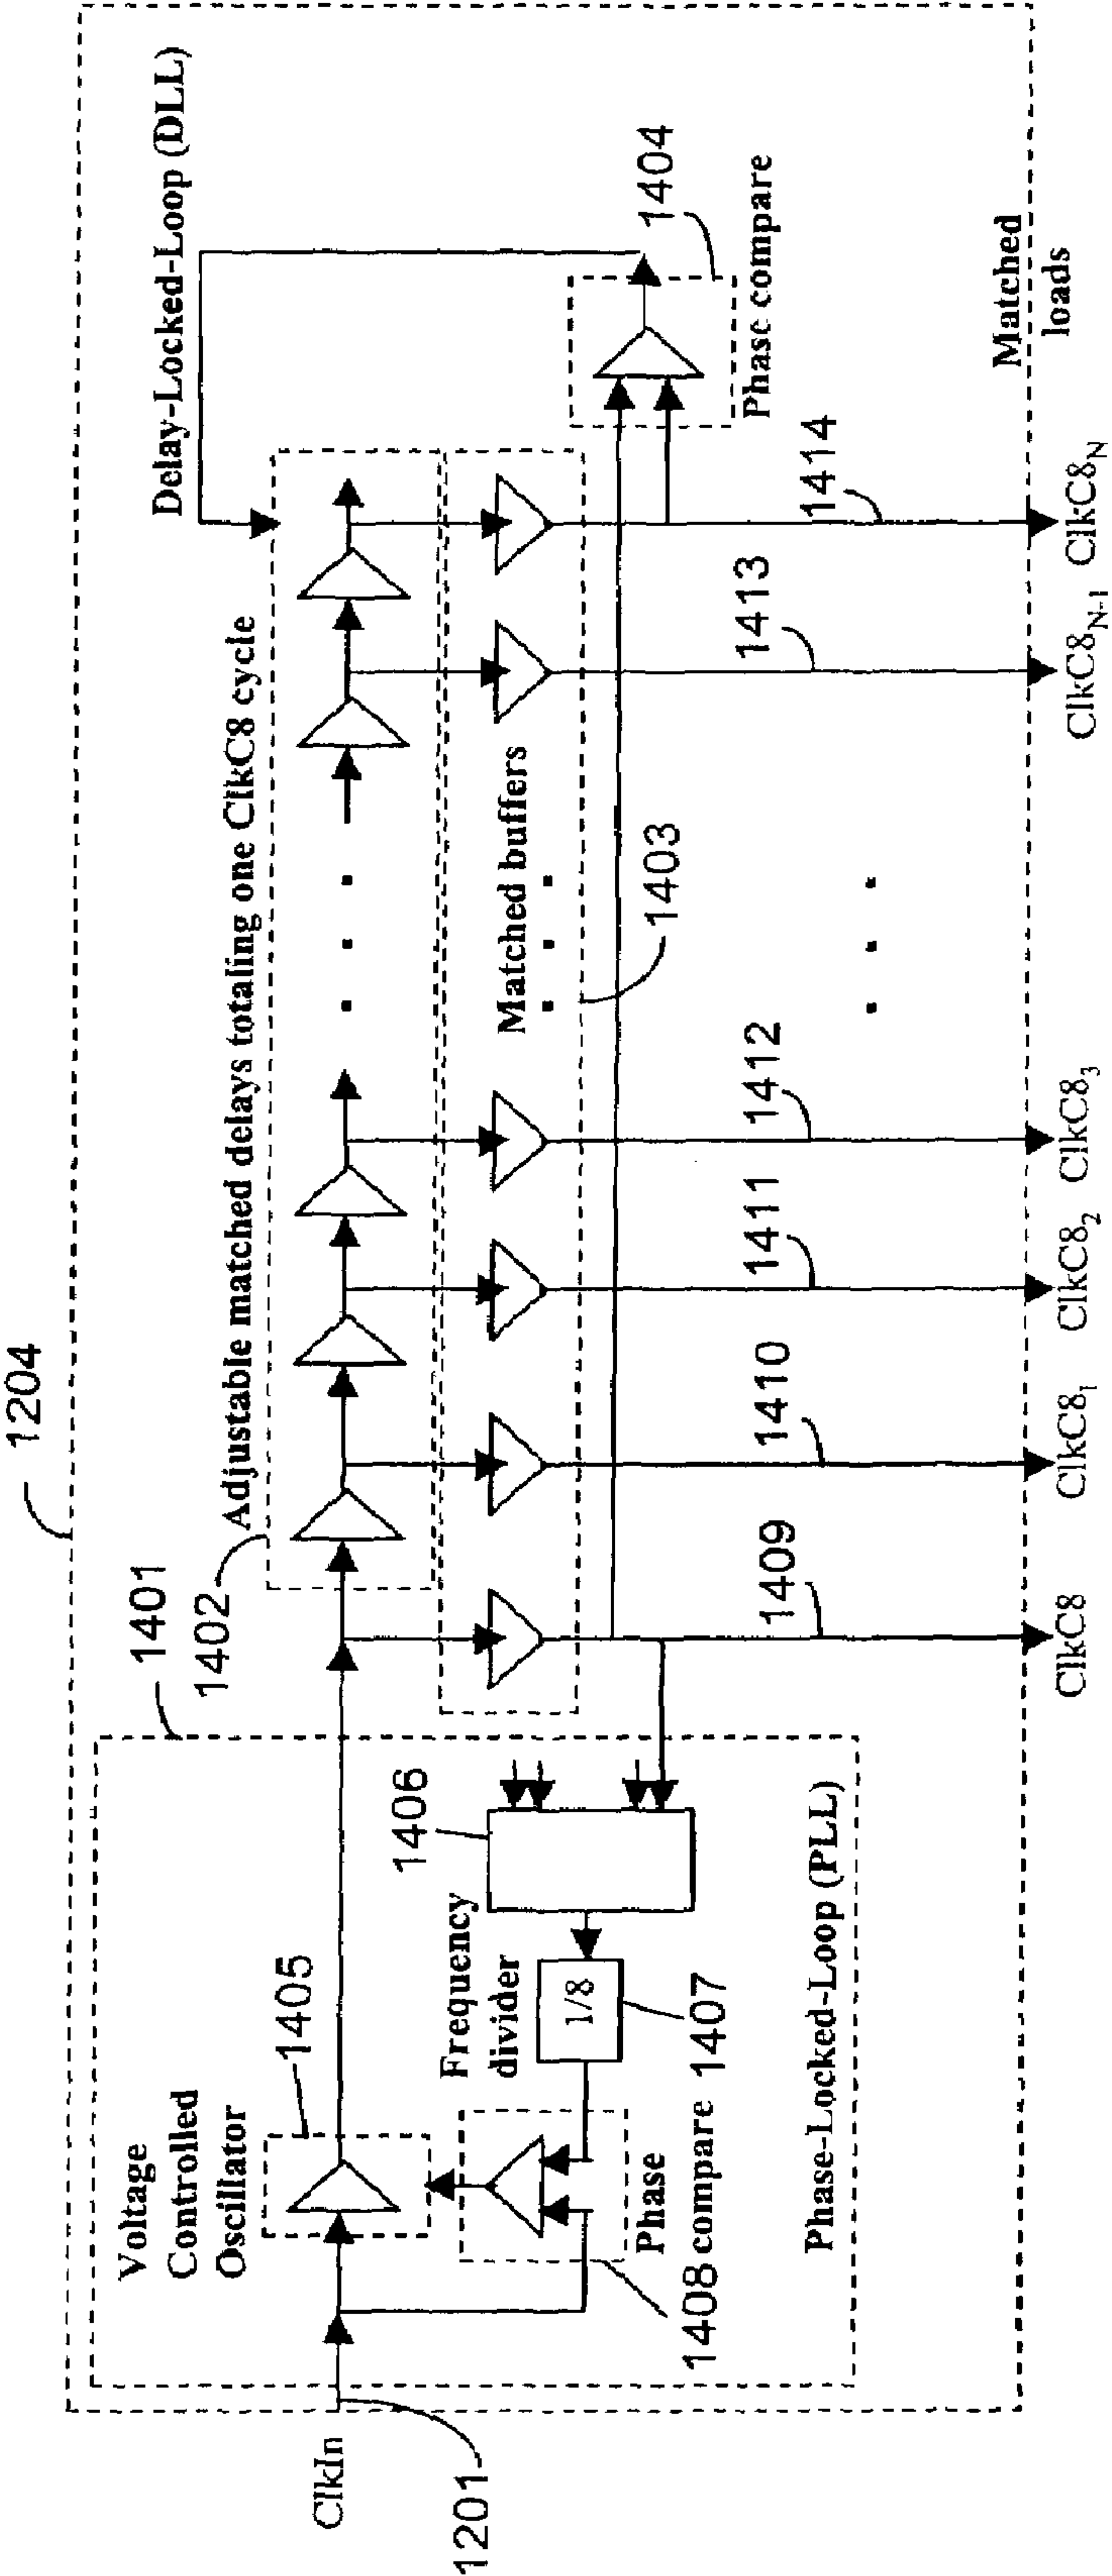 1204
Delay-Locked-Loop (DLL)
1401
1402
Adjustable matched delays totaling one ClkC8 cycle
Voltage
Controlled
Oscillator
1405
1406
Matched buffers
1403
1404
Phase compare
ClkIn
1201
Frequency
divider
1/8
1407
Phase
compare
1408
Phase-Locked-Loop (PLL)
1409
1410
1411
1412
1413
1414
Matched
loads
ClkC8
ClkC8₁
ClkC8₂
ClkC8₃
ClkC8N-1
ClkC8N